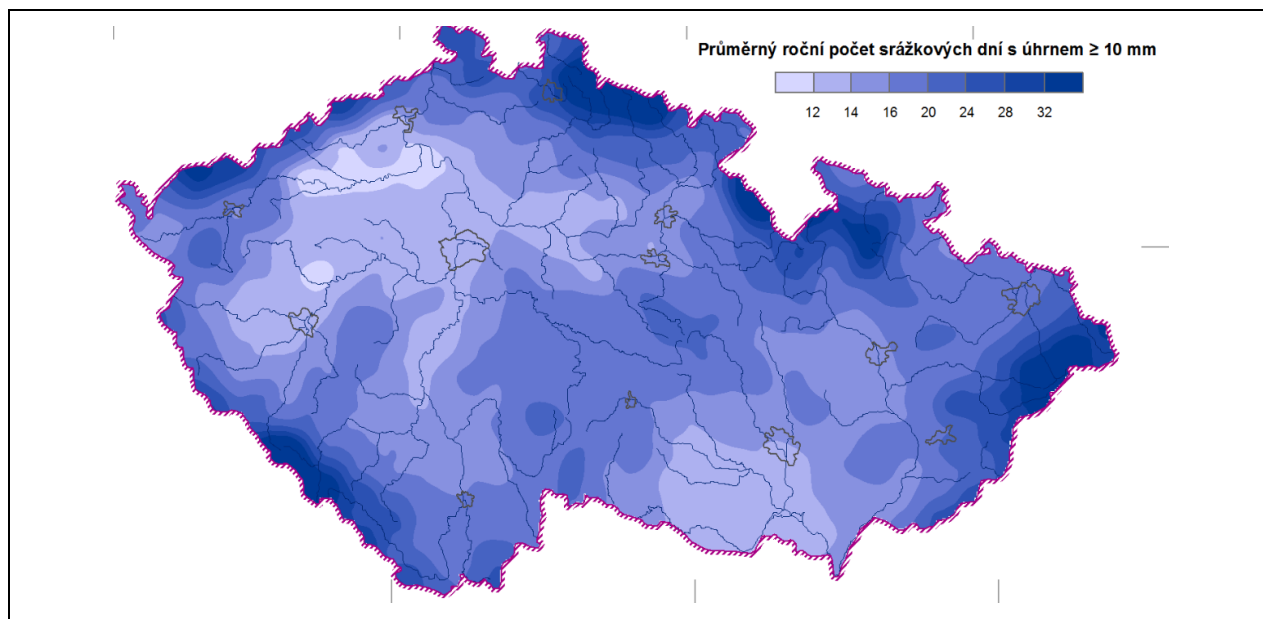 Průměrný roční počet srážkových dní s úhrnem ≥ 10 mm
12 14 16 20 24 28 32